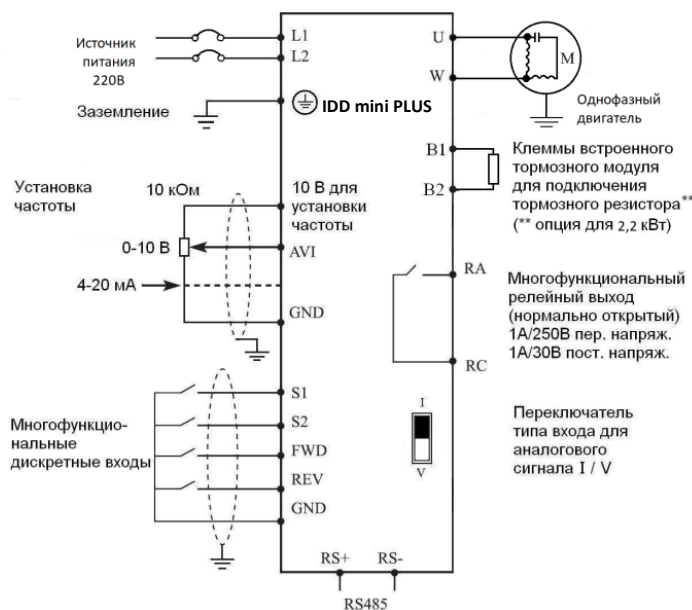 Источник
питания
220В
L1
L2
U
W
M
Однофазный
двигатель
Заземление
IDD mini PLUS
B1
B2
Клеммы встроенного
тормозного модуля
для подключения
тормозного резистора**
(** опция для 2,2 кВт)
Установка
частоты
10 кОм
10 В для
установки
частоты
0-10 В
AVI
4-20 мА
GND
RA
RC
Многофункциональный
релейный выход
(нормально открытый)
1А/250В пер. напряж.
1А/30В пост. напряж.
Многофункцио-
нальные
дискретные входы
S1
S2
FWD
REV
GND
I
V
Переключатель
типа входа для
аналогового
сигнала I / V
RS+
RS-
RS485